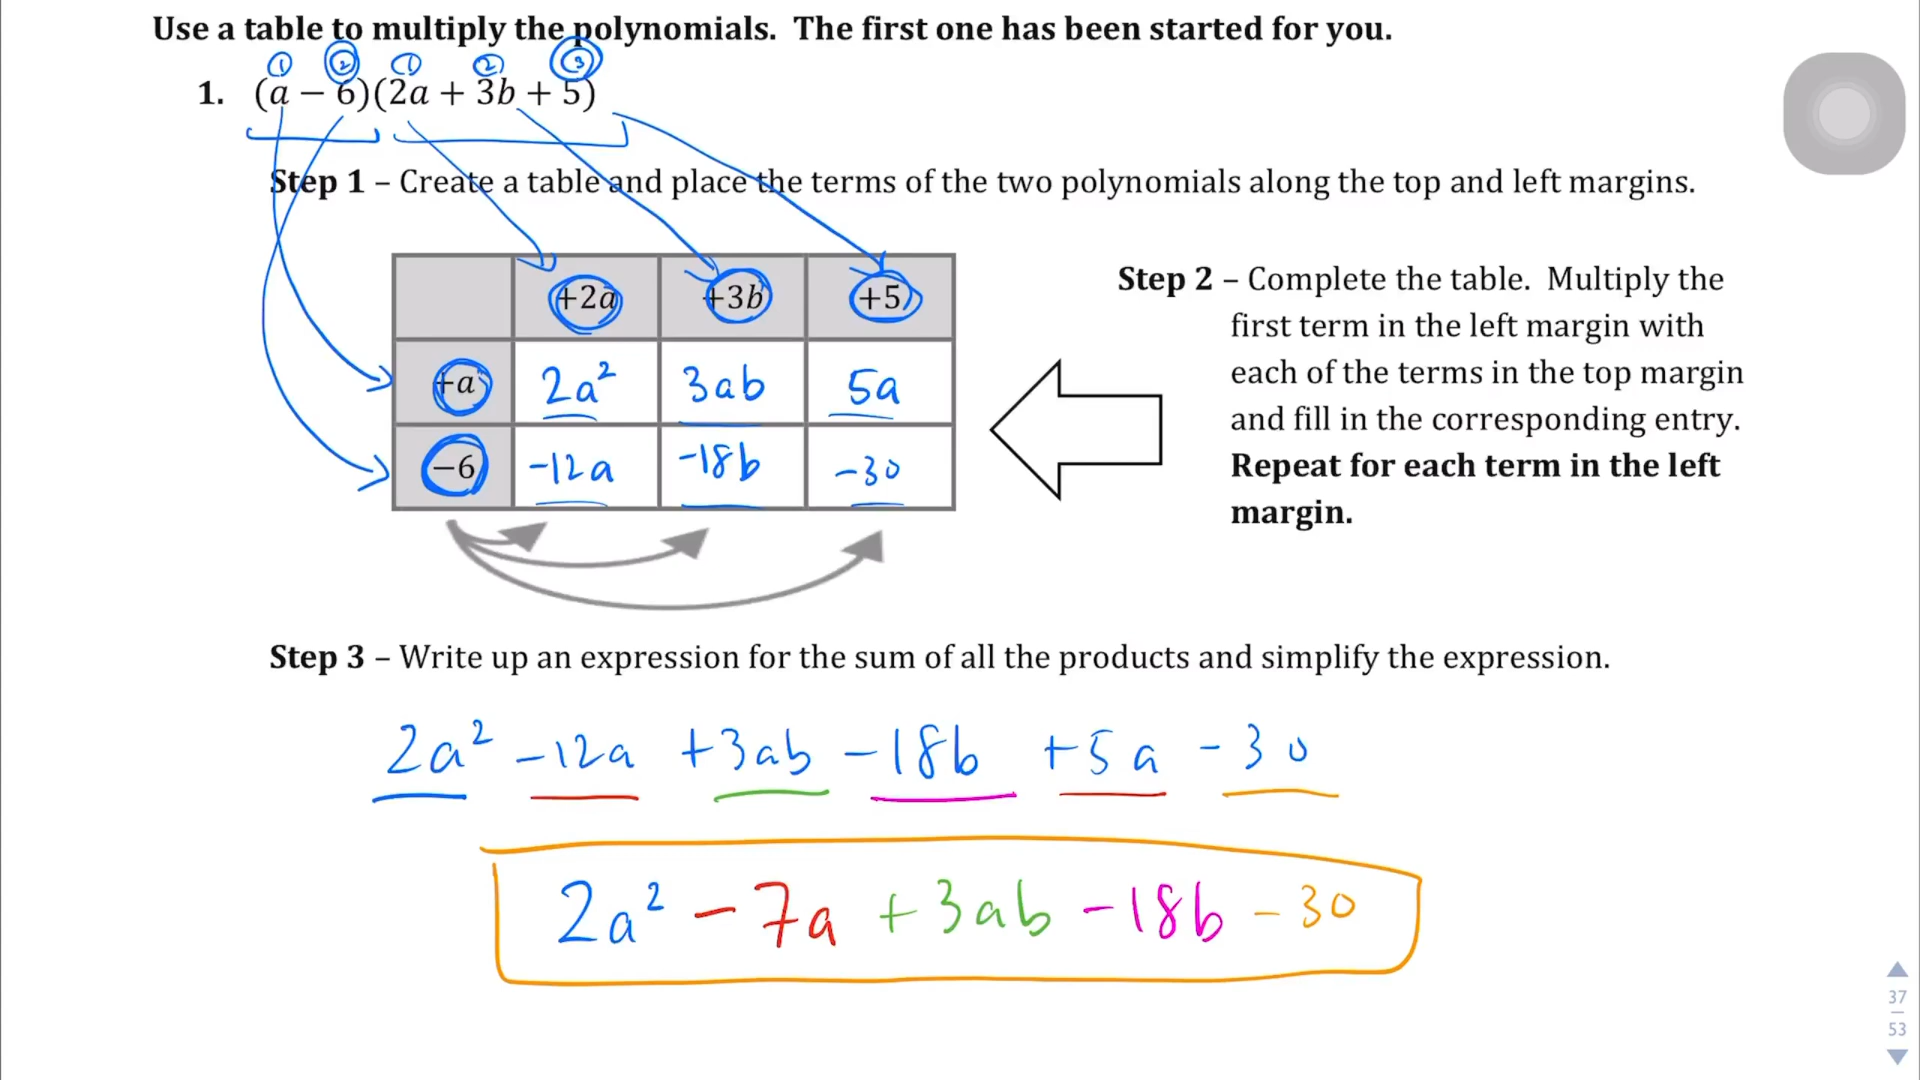 Use a table to multiply the polynomials. The first one has been started for you.
① ② ① ② ③
1. (a − 6)(2a + 3b + 5)
Step 1 – Create a table and place the terms of the two polynomials along the top and left margins.
+2a +3b +5
+a 2a² 3ab 5a
−6 -12a -18b -30
Step 2 – Complete the table. Multiply the
first term in the left margin with
each of the terms in the top margin
and fill in the corresponding entry.
Repeat for each term in the left
margin.
Step 3 – Write up an expression for the sum of all the products and simplify the expression.
2a² -12a +3ab -18b +5a -30
2a² - 7a + 3ab - 18b - 30
37
53